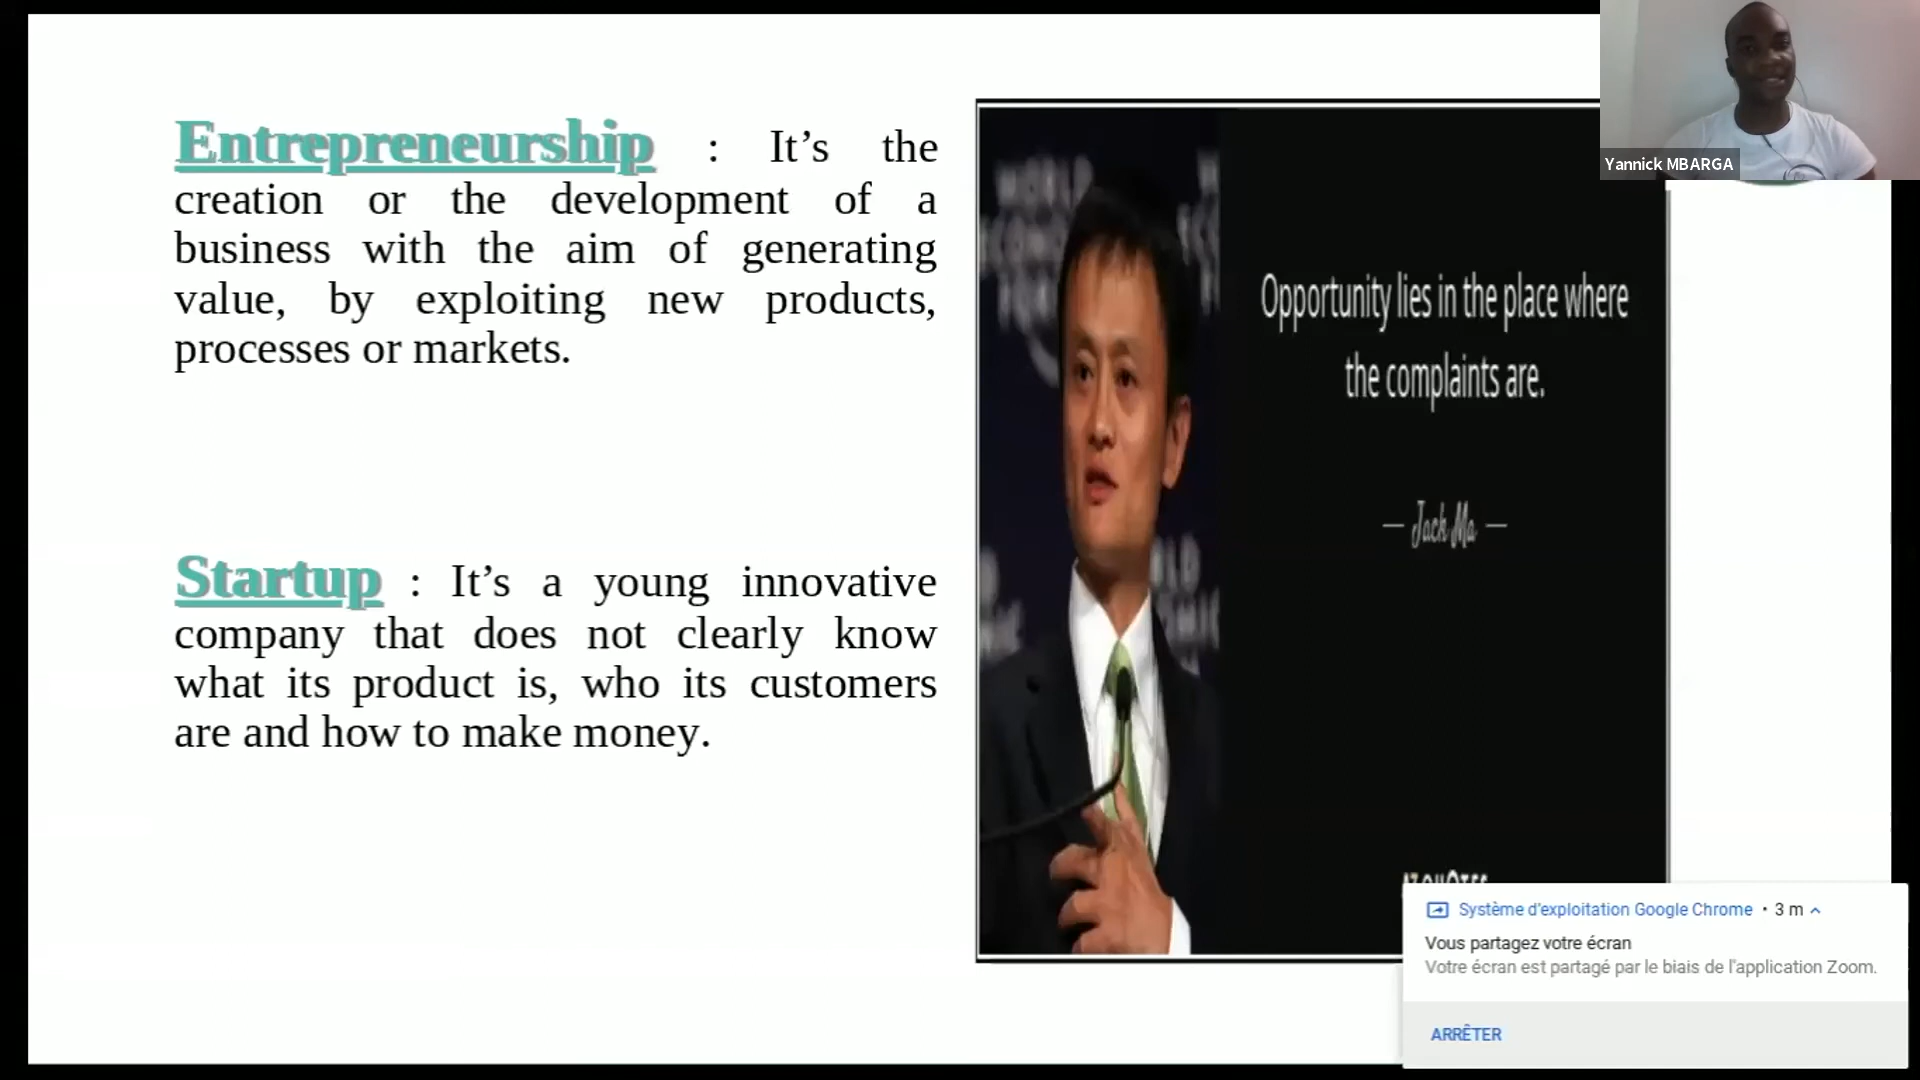 Yannick MBARGA
Entrepreneurship : It’s the
creation or the development of a
business with the aim of generating
value, by exploiting new products,
processes or markets.
Startup : It’s a young innovative
company that does not clearly know
what its product is, who its customers
are and how to make money.
WORLD
Opportunity lies in the place where
the complaints are.
— Jack Ma —
Système d'exploitation Google Chrome · 3 m
Vous partagez votre écran
Votre écran est partagé par le biais de l'application Zoom.
ARRÊTER